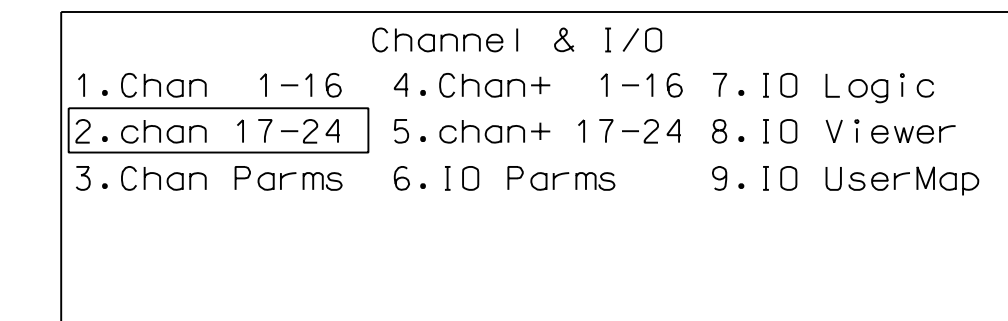 Channel & I/O
1.Chan 1-16 4.Chan+ 1-16 7.IO Logic
2.chan 17-24 5.chan+ 17-24 8.IO Viewer
3.Chan Parms 6.IO Parms 9.IO UserMap